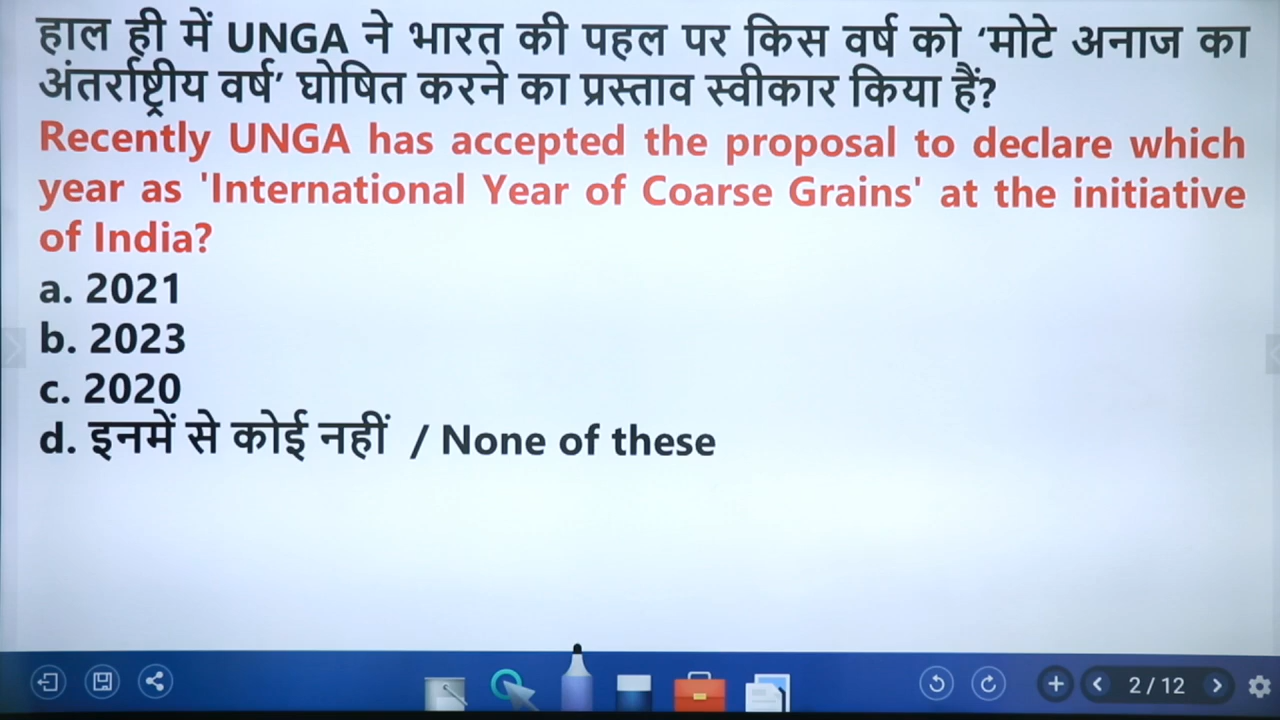 हाल ही में UNGA ने भारत की पहल पर किस वर्ष को ‘मोटे अनाज का
अंतर्राष्ट्रीय वर्ष’ घोषित करने का प्रस्ताव स्वीकार किया हैं?
Recently UNGA has accepted the proposal to declare which
year as 'International Year of Coarse Grains' at the initiative
of India?
a. 2021
b. 2023
c. 2020
d. इनमें से कोई नहीं / None of these
2 / 12